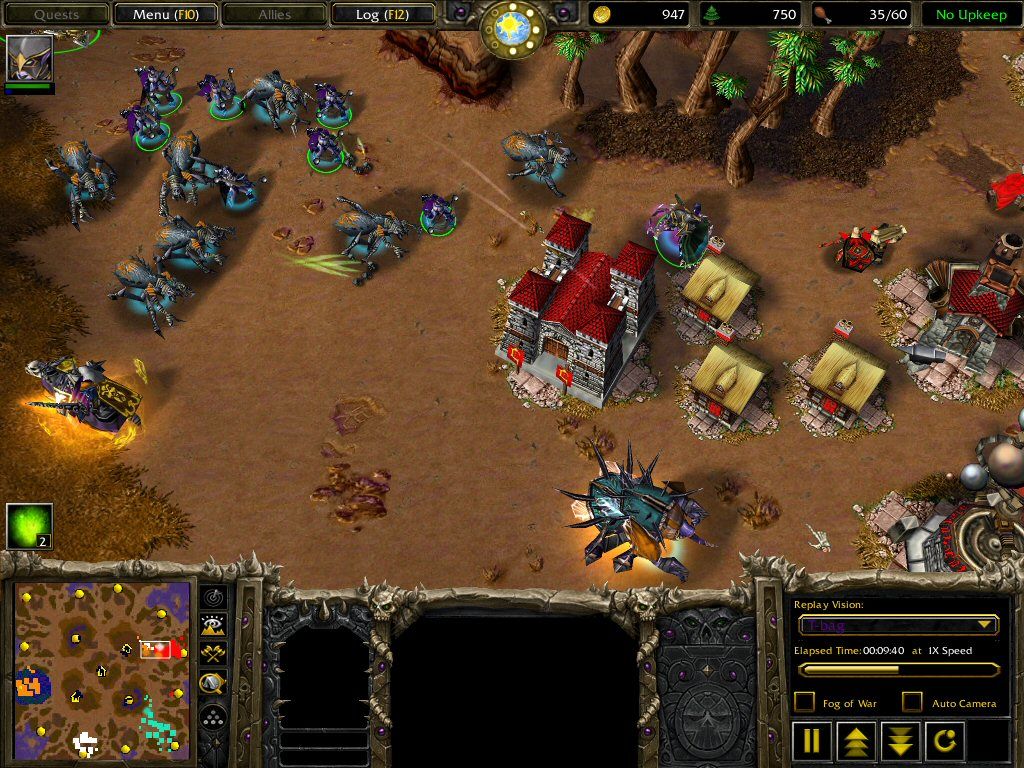 Quests
Menu (F10)
Allies
Log (F12)
947
750
35/60
No Upkeep
2
Replay Vision:
T-bag
Elapsed Time: 00:09:40 at 1X Speed
Fog of War
Auto Camera